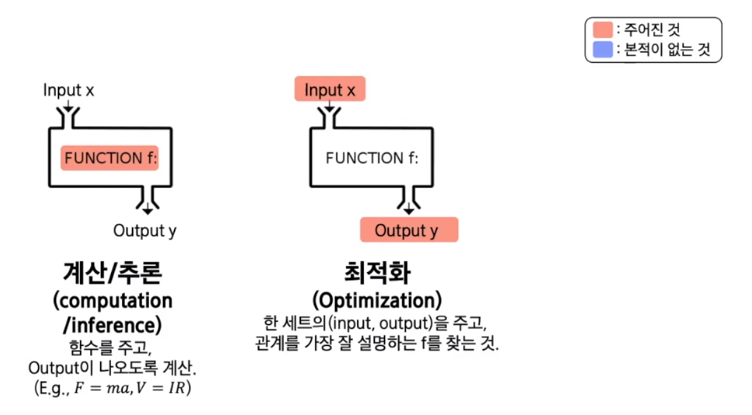 : 주어진 것
: 본적이 없는 것
Input x
FUNCTION f:
Output y
계산/추론
(computation
/inference)
함수를 주고,
Output이 나오도록 계산.
(E.g., F = ma, V = IR)
Input x
FUNCTION f:
Output y
최적화
(Optimization)
한 세트의(input, output)을 주고,
관계를 가장 잘 설명하는 f를 찾는 것.